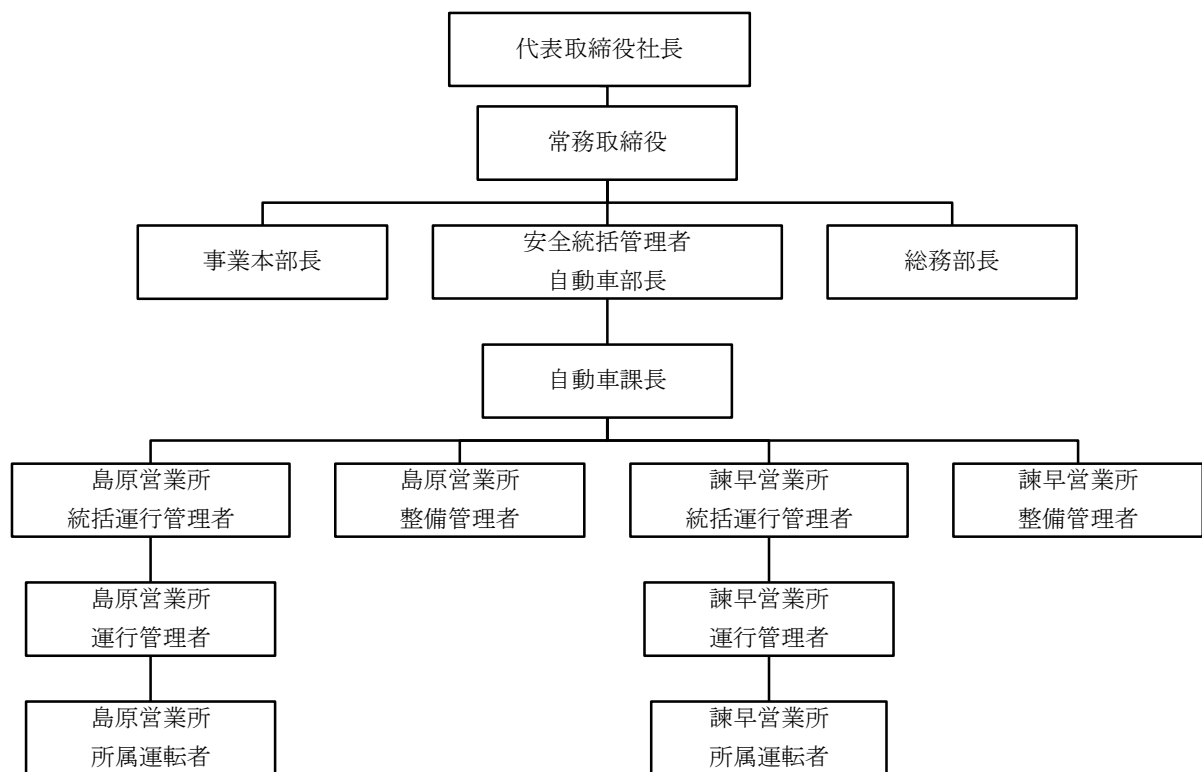 代表取締役社長
常務取締役
事業本部長
安全統括管理者
自動車部長
総務部長
自動車課長
島原営業所
統括運行管理者
島原営業所
整備管理者
諫早営業所
統括運行管理者
諫早営業所
整備管理者
島原営業所
運行管理者
諫早営業所
運行管理者
島原営業所
所属運転者
諫早営業所
所属運転者